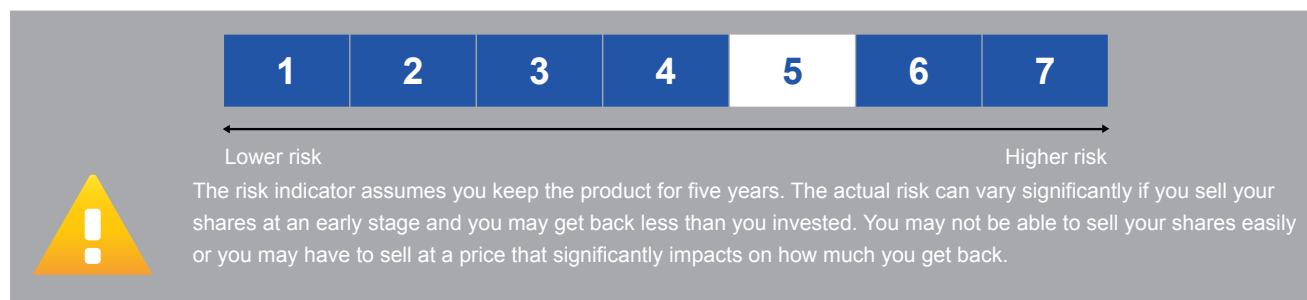 1 2 3 4 5 6 7
Lower risk Higher risk
The risk indicator assumes you keep the product for five years. The actual risk can vary significantly if you sell your
shares at an early stage and you may get back less than you invested. You may not be able to sell your shares easily
or you may have to sell at a price that significantly impacts on how much you get back.